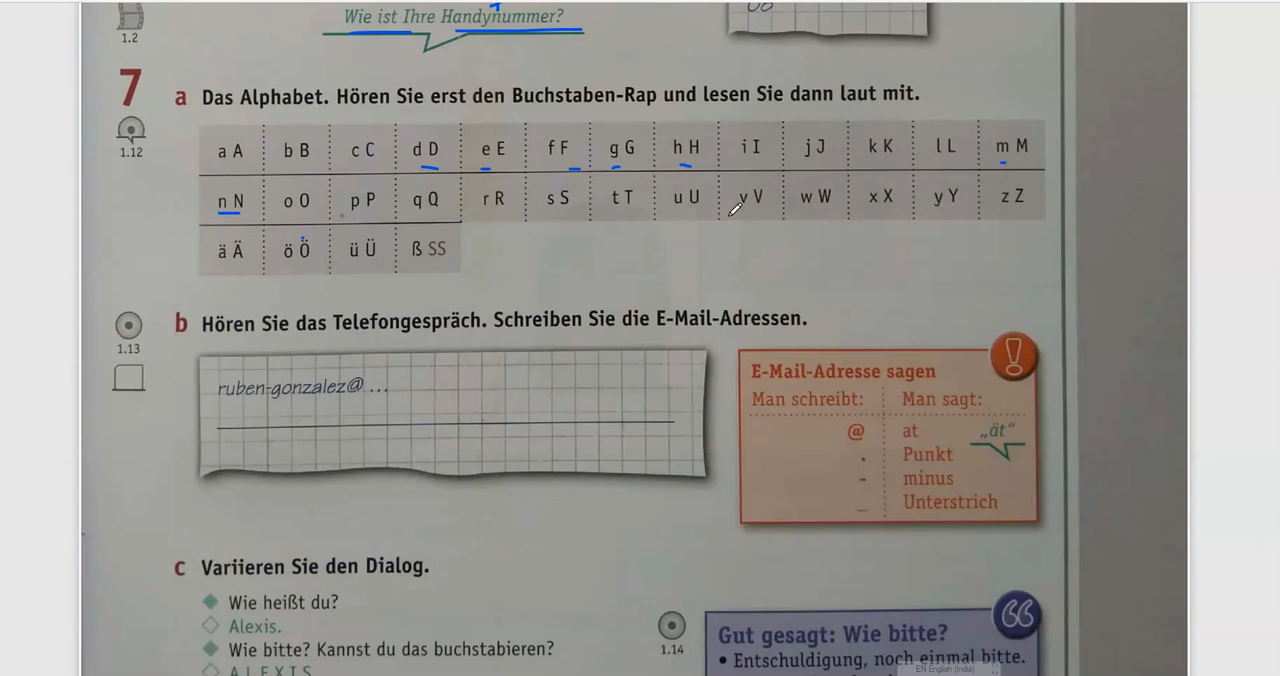 1.2
Wie ist Ihre Handynummer?
7
a Das Alphabet. Hören Sie erst den Buchstaben-Rap und lesen Sie dann laut mit.
1.12
a A b B c C d D e E f F g G h H i I j J k K l L m M
n N o O p P q Q r R s S t T u U v V w W x X y Y z Z
ä Ä ö Ö ü Ü ß SS
b Hören Sie das Telefongespräch. Schreiben Sie die E-Mail-Adressen.
1.13
ruben-gonzalez@ ...
E-Mail-Adresse sagen
Man schreibt: Man sagt:
@ at „ät“
. Punkt
- minus
_ Unterstrich
c Variieren Sie den Dialog.
Wie heißt du?
Alexis.
Wie bitte? Kannst du das buchstabieren?
A L E X I S
1.14
Gut gesagt: Wie bitte?
• Entschuldigung, noch einmal bitte.
EN English (India)